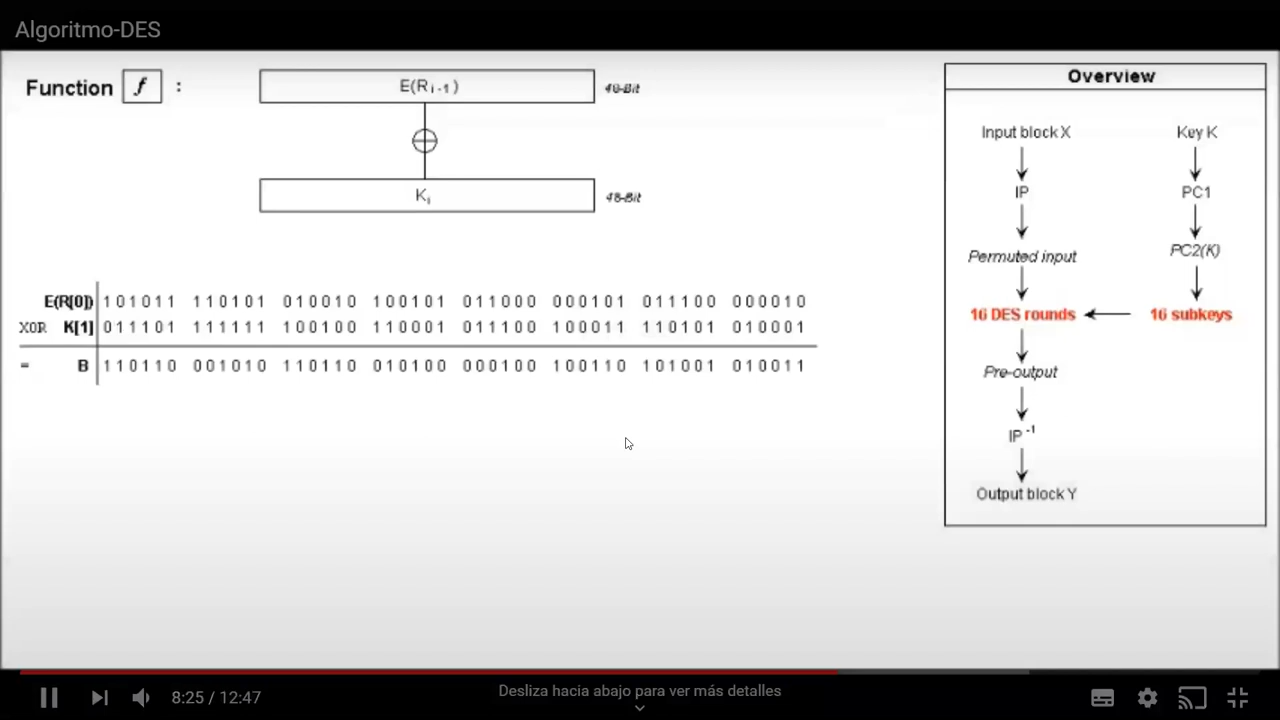 Algoritmo-DES
Function f :
E(R i-1) 48-Bit
K i 48-Bit
E(R[0]) 101011 110101 010010 100101 011000 000101 011100 000010
XOR K[1] 011101 111111 100100 110001 011100 100011 110101 010001
= B 110110 001010 110110 010100 000100 100110 101001 010011
Overview
Input block X Key K
IP PC1
Permuted input PC2(K)
16 DES rounds 16 subkeys
Pre-output
IP -1
Output block Y
8:25 / 12:47
Desliza hacia abajo para ver más detalles